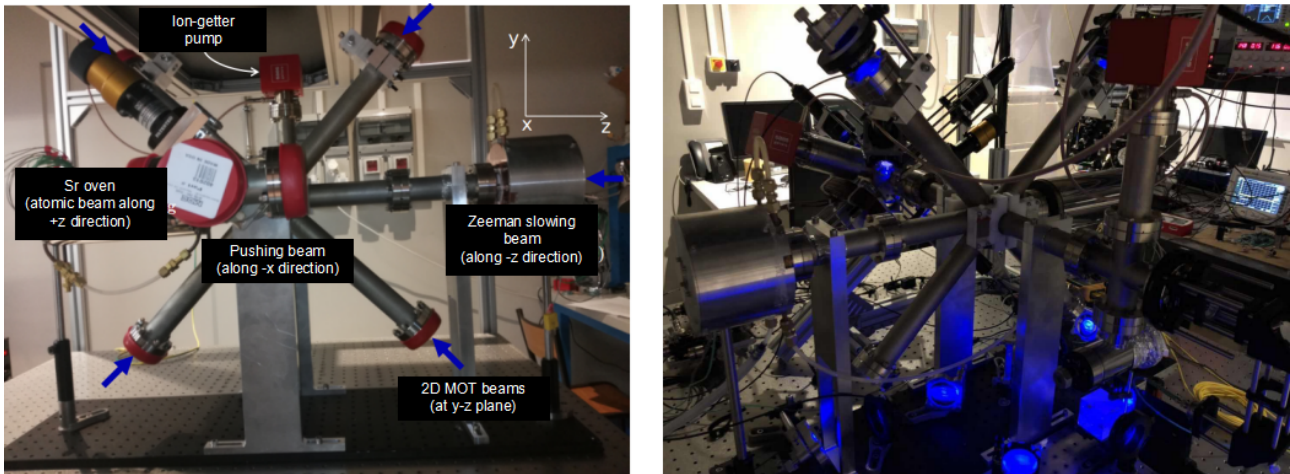 Ion-getter
pump
y
x
z
Sr oven
(atomic beam along
+z direction)
Pushing beam
(along -x direction)
Zeeman slowing
beam
(along -z direction)
2D MOT beams
(at y-z plane)